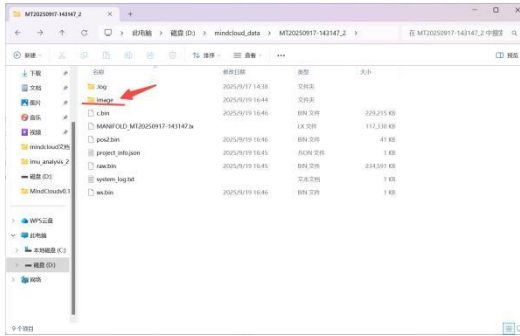 MT20250917-143147_2
此电脑 > 磁盘 (D:) > mindcloud_data > MT20250917-143147_2 >
在 MT20250917-143147_2 中搜索
新建
排序
查看
预览
名称 修改日期 类型 大小
.log 2025/9/17 14:38 文件夹
image 2025/9/19 16:44 文件夹
c.bin 2025/9/19 16:46 BIN 文件 229,215 KB
MANIFOLD_MT20250917-143147.lx LX 文件 117,330 KB
pos2.bin 2025/9/19 16:46 BIN 文件 41 KB
project_info.json 2025/9/19 16:45 JSON 文件 1 KB
raw.bin 2025/9/19 16:45 BIN 文件 234,391 KB
system_log.txt 文本文档 1 KB
ws.bin 2025/9/19 16:46 BIN 文件 1 KB
下载
文档
图片
音乐
视频
mindcloud文档
imu_analysis_2
磁盘 (D:)
MindCloudv0.1
WPS云盘
此电脑
本地磁盘 (C:)
磁盘 (D:)
网络
9 个项目